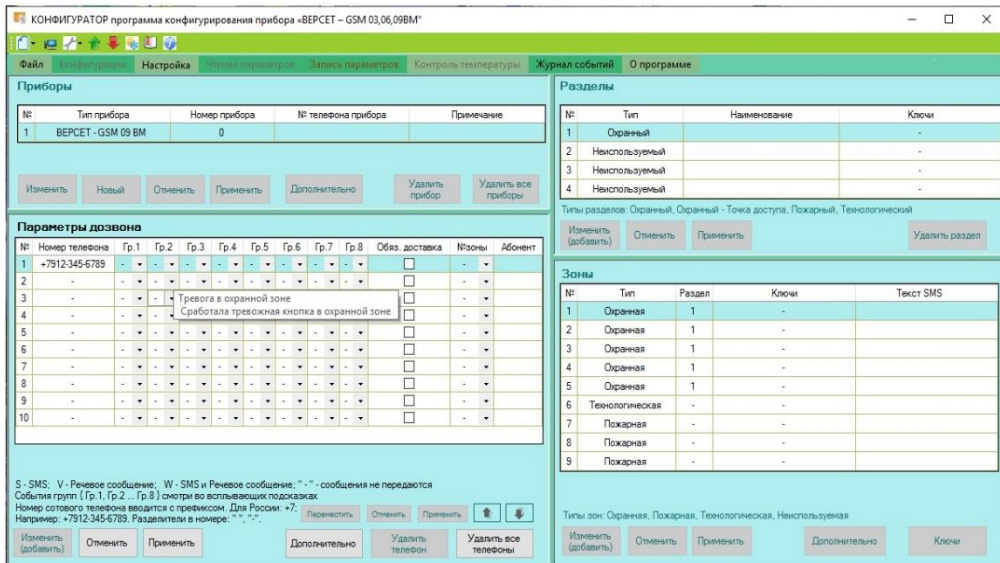 КОНФИГУРАТОР программа конфигурирования прибора «ВЕРСЕТ – GSM 03,06,09ВМ"
Файл Конфигурация Настройка Чтение параметров Запись параметров Контроль температуры Журнал событий О программе
Приборы
№ Тип прибора Номер прибора № телефона прибора Примечание
1 ВЕРСЕТ - GSM 09 ВМ 0
Изменить Новый Отменить Применить Дополнительно Удалить прибор Удалить все приборы
Параметры дозвона
№ Номер телефона Гр.1 Гр.2 Гр.3 Гр.4 Гр.5 Гр.6 Гр.7 Гр.8 Обяз. доставка №зоны Абонент
1 +7912-345-6789 - - - - - - - - -
2 - - - - - - - - - -
3 - - -
Тревога в охранной зоне
Сработала тревожная кнопка в охранной зоне
4 - - -
5 - - - - - - - - - -
6 - - - - - - - - - -
7 - - - - - - - - - -
8 - - - - - - - - - -
9 - - - - - - - - - -
10 - - - - - - - - - -
S - SMS; V - Речевое сообщение; W - SMS и Речевое сообщение; " - " - сообщения не передаются
События групп { Гр.1, Гр.2 ... Гр.8 } смотри во всплывающих подсказках
Номер сотового телефона вводится с префиксом. Для России: +7;
Например: +7912-345-6789. Разделители в номере: " ", "-".
Переместить Отменить Применить
Изменить (добавить) Отменить Применить Дополнительно Удалить телефон Удалить все телефоны
Разделы
№ Тип Наименование Ключи
1 Охранный -
2 Неиспользуемый -
3 Неиспользуемый -
4 Неиспользуемый -
Типы разделов: Охранный, Охранный - Точка доступа, Пожарный, Технологический
Изменить (добавить) Отменить Применить Удалить раздел
Зоны
№ Тип Раздел Ключи Текст SMS
1 Охранная 1 -
2 Охранная 1 -
3 Охранная 1 -
4 Охранная 1 -
5 Охранная 1 -
6 Технологическая - -
7 Пожарная - -
8 Пожарная - -
9 Пожарная - -
Типы зон: Охранная, Пожарная, Технологическая, Неиспользуемая
Изменить (добавить) Отменить Применить Дополнительно Ключи